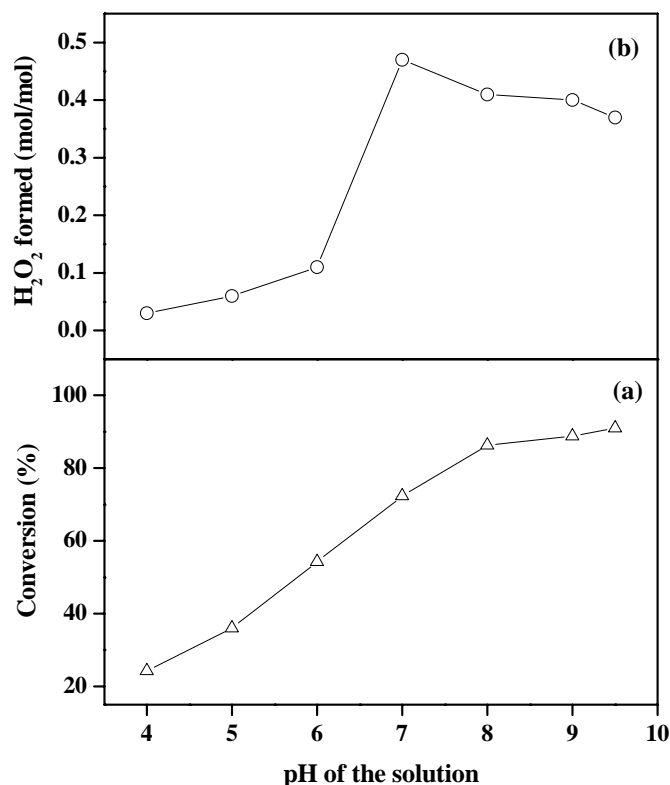 (b)
H₂O₂ formed (mol/mol)
0.5
0.4
0.3
0.2
0.1
0.0
(a)
Conversion (%)
100
80
60
40
20
4 5 6 7 8 9 10
pH of the solution